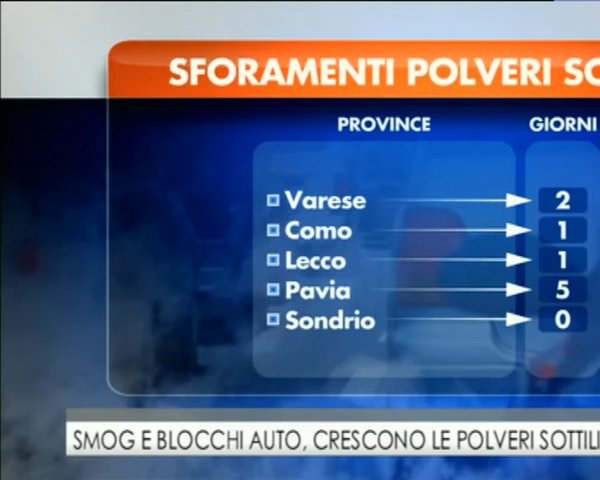 SFORAMENTI POLVERI SO
PROVINCE GIORNI
Varese 2
Como 1
Lecco 1
Pavia 5
Sondrio 0
SMOG E BLOCCHI AUTO, CRESCONO LE POLVERI SOTTILI